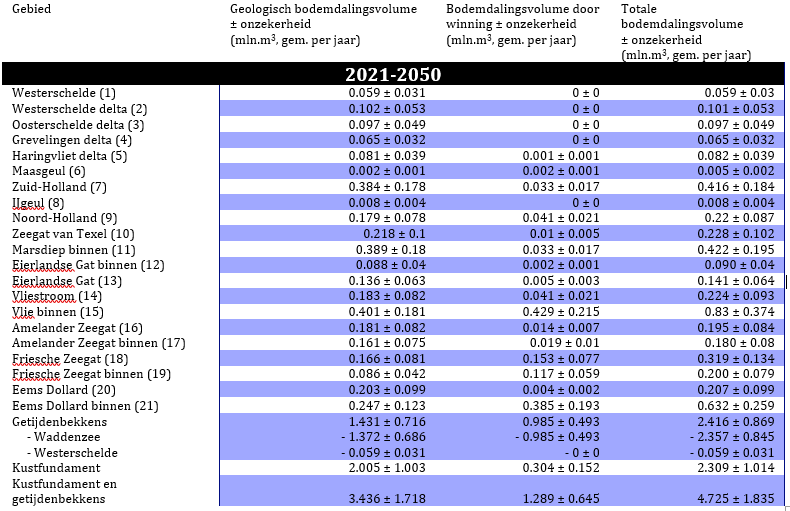 Gebied Geologisch bodemdalingsvolume Bodemdalingsvolume door Totale
± onzekerheid winning ± onzekerheid bodemdalingsvolume
(mln.m³, gem. per jaar) (mln.m³, gem. per jaar) ± onzekerheid
(mln.m³, gem. per jaar)
2021-2050
Westerschelde (1) 0.059 ± 0.031 0 ± 0 0.059 ± 0.03
Westerschelde delta (2) 0.102 ± 0.053 0 ± 0 0.101 ± 0.053
Oosterschelde delta (3) 0.097 ± 0.049 0 ± 0 0.097 ± 0.049
Grevelingen delta (4) 0.065 ± 0.032 0 ± 0 0.065 ± 0.032
Haringvliet delta (5) 0.081 ± 0.039 0.001 ± 0.001 0.082 ± 0.039
Maasgeul (6) 0.002 ± 0.001 0.002 ± 0.001 0.005 ± 0.002
Zuid-Holland (7) 0.384 ± 0.178 0.033 ± 0.017 0.416 ± 0.184
IJgeul (8) 0.008 ± 0.004 0 ± 0 0.008 ± 0.004
Noord-Holland (9) 0.179 ± 0.078 0.041 ± 0.021 0.22 ± 0.087
Zeegat van Texel (10) 0.218 ± 0.1 0.01 ± 0.005 0.228 ± 0.102
Marsdiep binnen (11) 0.389 ± 0.18 0.033 ± 0.017 0.422 ± 0.195
Eierlandse Gat binnen (12) 0.088 ± 0.04 0.002 ± 0.001 0.090 ± 0.04
Eierlandse Gat (13) 0.136 ± 0.063 0.005 ± 0.003 0.141 ± 0.064
Vliestroom (14) 0.183 ± 0.082 0.041 ± 0.021 0.224 ± 0.093
Vlie binnen (15) 0.401 ± 0.181 0.429 ± 0.215 0.83 ± 0.374
Amelander Zeegat (16) 0.181 ± 0.082 0.014 ± 0.007 0.195 ± 0.084
Amelander Zeegat binnen (17) 0.161 ± 0.075 0.019 ± 0.01 0.180 ± 0.08
Friesche Zeegat (18) 0.166 ± 0.081 0.153 ± 0.077 0.319 ± 0.134
Friesche Zeegat binnen (19) 0.086 ± 0.042 0.117 ± 0.059 0.200 ± 0.079
Eems Dollard (20) 0.203 ± 0.099 0.004 ± 0.002 0.207 ± 0.099
Eems Dollard binnen (21) 0.247 ± 0.123 0.385 ± 0.193 0.632 ± 0.259
Getijdenbekkens 1.431 ± 0.716 0.985 ± 0.493 2.416 ± 0.869
- Waddenzee - 1.372 ± 0.686 - 0.985 ± 0.493 - 2.357 ± 0.845
- Westerschelde - 0.059 ± 0.031 - 0 ± 0 - 0.059 ± 0.031
Kustfundament 2.005 ± 1.003 0.304 ± 0.152 2.309 ± 1.014
Kustfundament en
getijdenbekkens 3.436 ± 1.718 1.289 ± 0.645 4.725 ± 1.835